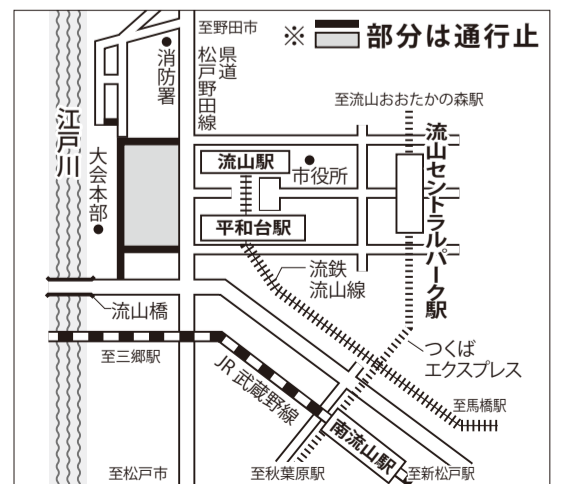 至野田市
※ 部分は通行止
消防署
県道
松戸野田線
至流山おおたかの森駅
江戸川
大会本部
流山駅
市役所
流山セントラルパーク駅
平和台駅
流鉄
流山線
流山橋
つくば
エクスプレス
至三郷駅
JR武蔵野線
至馬橋駅
南流山駅
至松戸市
至秋葉原駅
至新松戸駅